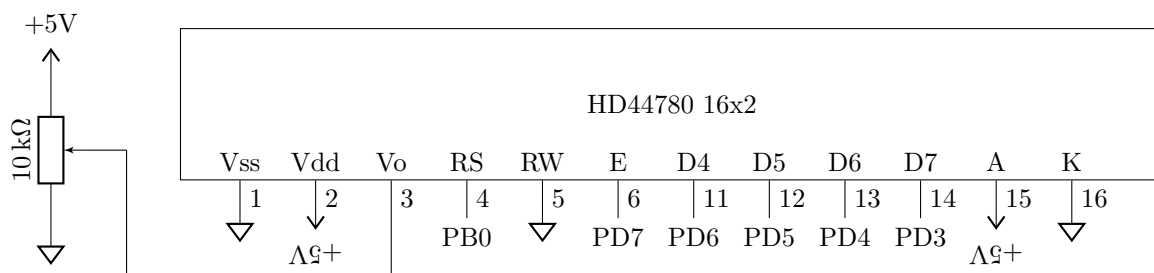 +5V
10 kΩ
HD44780 16x2
Vss Vdd Vo RS RW E D4 D5 D6 D7 A K
1 2 3 4 5 6 11 12 13 14 15 16
PB0 PD7 PD6 PD5 PD4 PD3
+5V +5V